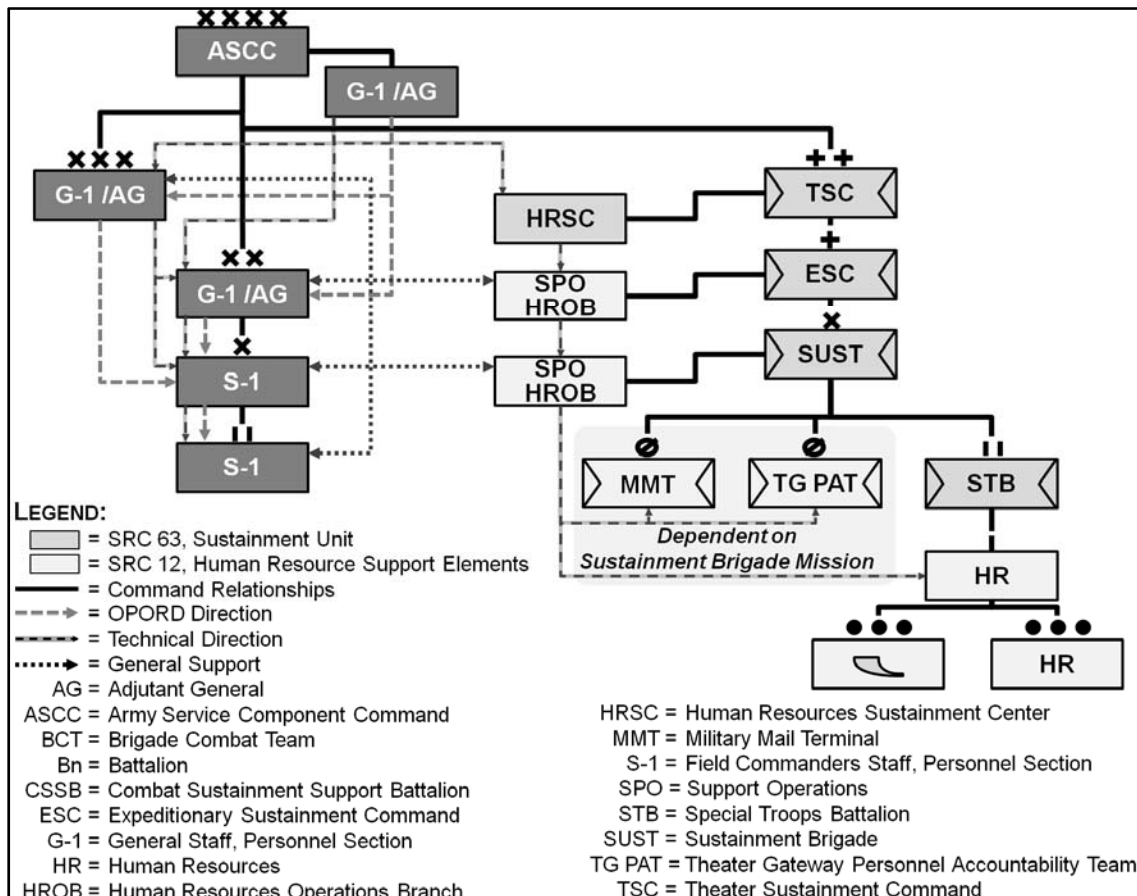 ASCC
G-1 /AG
G-1 /AG
TSC
HRSC
G-1 /AG
SPO
HROB
ESC
S-1
SPO
HROB
SUST
S-1
MMT
TG PAT
STB
Dependent on
Sustainment Brigade Mission
HR
HR
LEGEND:
= SRC 63, Sustainment Unit
= SRC 12, Human Resource Support Elements
= Command Relationships
= OPORD Direction
= Technical Direction
= General Support
AG = Adjutant General
ASCC = Army Service Component Command
BCT = Brigade Combat Team
Bn = Battalion
CSSB = Combat Sustainment Support Battalion
ESC = Expeditionary Sustainment Command
G-1 = General Staff, Personnel Section
HR = Human Resources
HROB = Human Resources Operations Branch
HRSC = Human Resources Sustainment Center
MMT = Military Mail Terminal
S-1 = Field Commanders Staff, Personnel Section
SPO = Support Operations
STB = Special Troops Battalion
SUST = Sustainment Brigade
TG PAT = Theater Gateway Personnel Accountability Team
TSC = Theater Sustainment Command